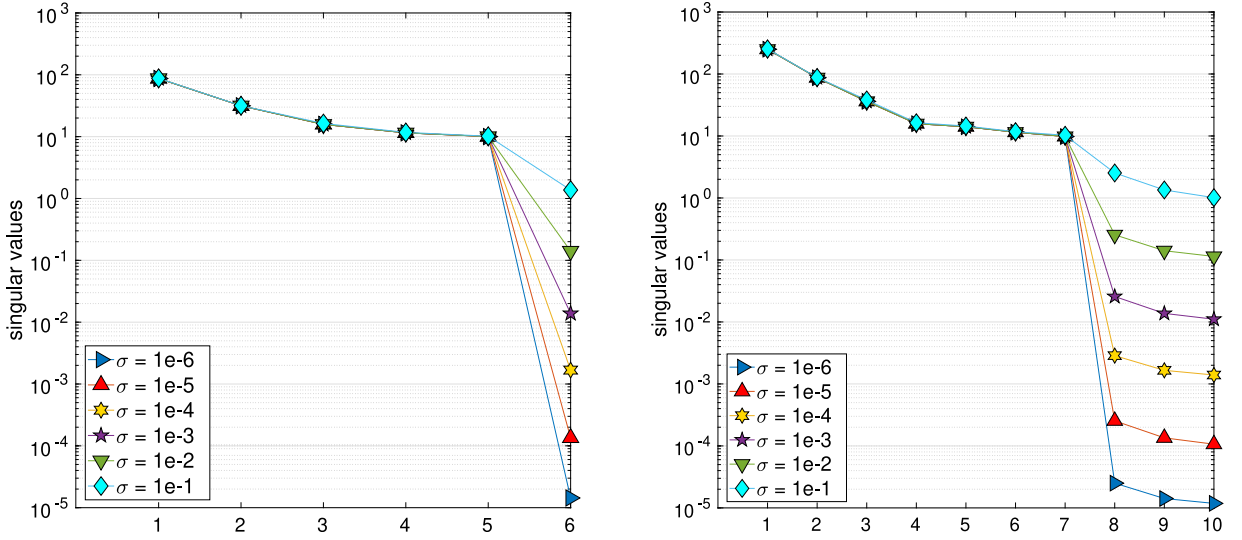 singular values
10^3
10^2
10^1
10^0
10^-1
10^-2
10^-3
10^-4
10^-5
1 2 3 4 5 6
σ = 1e-6
σ = 1e-5
σ = 1e-4
σ = 1e-3
σ = 1e-2
σ = 1e-1
singular values
10^3
10^2
10^1
10^0
10^-1
10^-2
10^-3
10^-4
10^-5
1 2 3 4 5 6 7 8 9 10
σ = 1e-6
σ = 1e-5
σ = 1e-4
σ = 1e-3
σ = 1e-2
σ = 1e-1